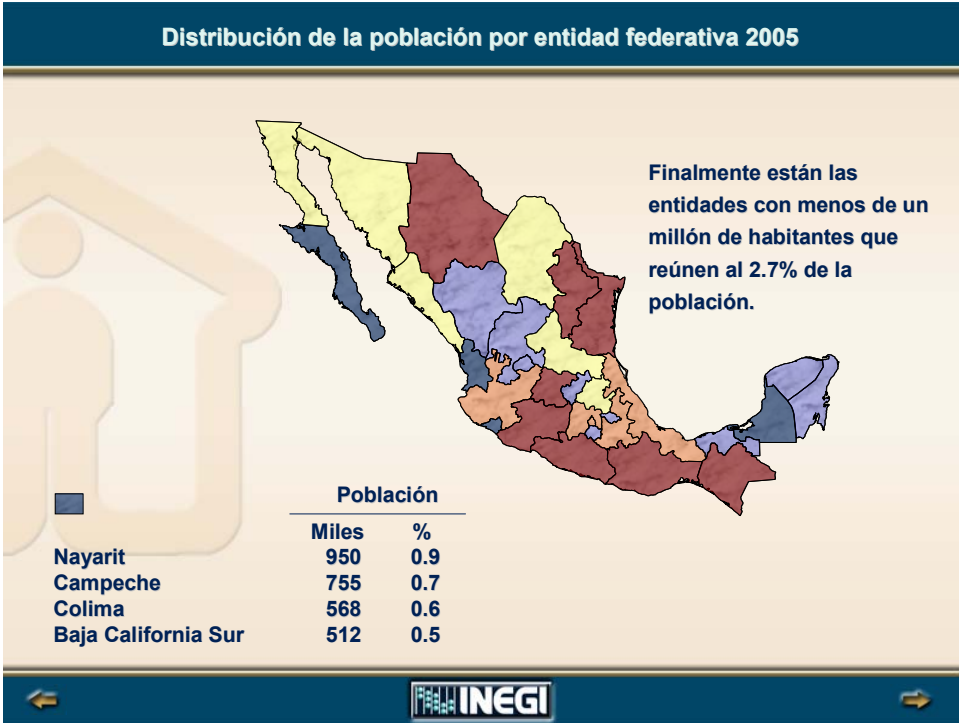 Distribución de la población por entidad federativa 2005
Finalmente están las
entidades con menos de un
millón de habitantes que
reúnen al 2.7% de la
población.
Población
Miles %
Nayarit 950 0.9
Campeche 755 0.7
Colima 568 0.6
Baja California Sur 512 0.5
INEGI